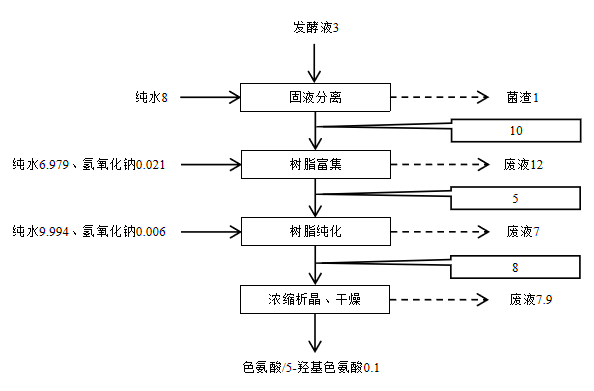 发酵液3
纯水8
固液分离
菌渣1
10
纯水6.979、氢氧化钠0.021
树脂富集
废液12
5
纯水9.994、氢氧化钠0.006
树脂纯化
废液7
8
浓缩析晶、干燥
废液7.9
色氨酸/5-羟基色氨酸0.1